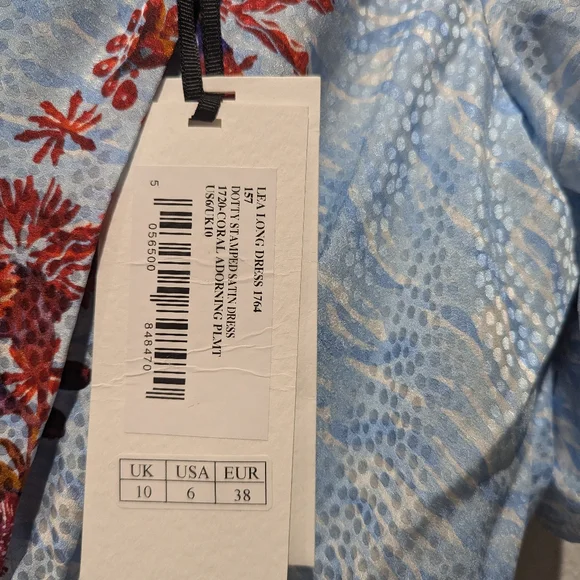 LEA LONG DRESS 1764
157
DOTTY STAMPED SATIN DRESS
1720-CORAL ADORNING PLMT
US6/UK10
5 056500 848470
UK USA EUR
10 6 38